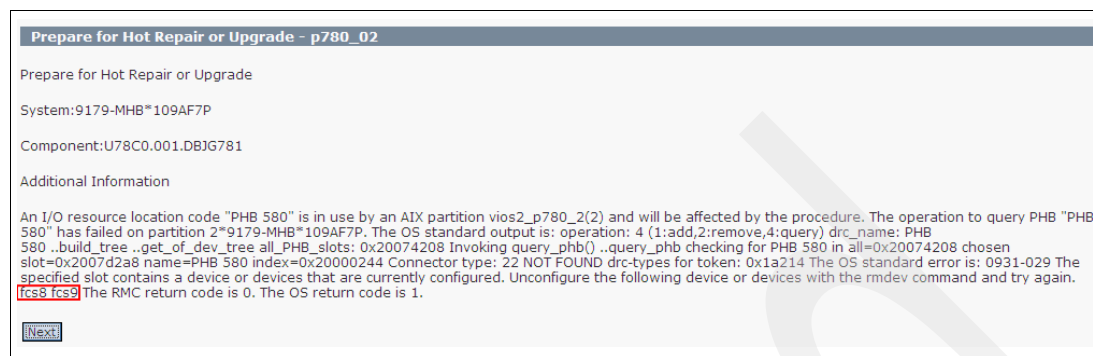 Prepare for Hot Repair or Upgrade - p780_02
Prepare for Hot Repair or Upgrade
System:9179-MHB*109AF7P
Component:U78C0.001.DBJG781
Additional Information
An I/O resource location code "PHB 580" is in use by an AIX partition vios2_p780_2(2) and will be affected by the procedure. The operation to query PHB "PHB
580" has failed on partition 2*9179-MHB*109AF7P. The OS standard output is: operation: 4 (1:add,2:remove,4:query) drc_name: PHB
580 ..build_tree ..get_of_dev_tree all_PHB_slots: 0x20074208 Invoking query_phb() ..query_phb checking for PHB 580 in all=0x20074208 chosen
slot=0x2007d2a8 name=PHB 580 index=0x20000244 Connector type: 22 NOT FOUND drc-types for token: 0x1a214 The OS standard error is: 0931-029 The
specified slot contains a device or devices that are currently configured. Unconfigure the following device or devices with the rmdev command and try again.
fcs8 fcs9 The RMC return code is 0. The OS return code is 1.
Next